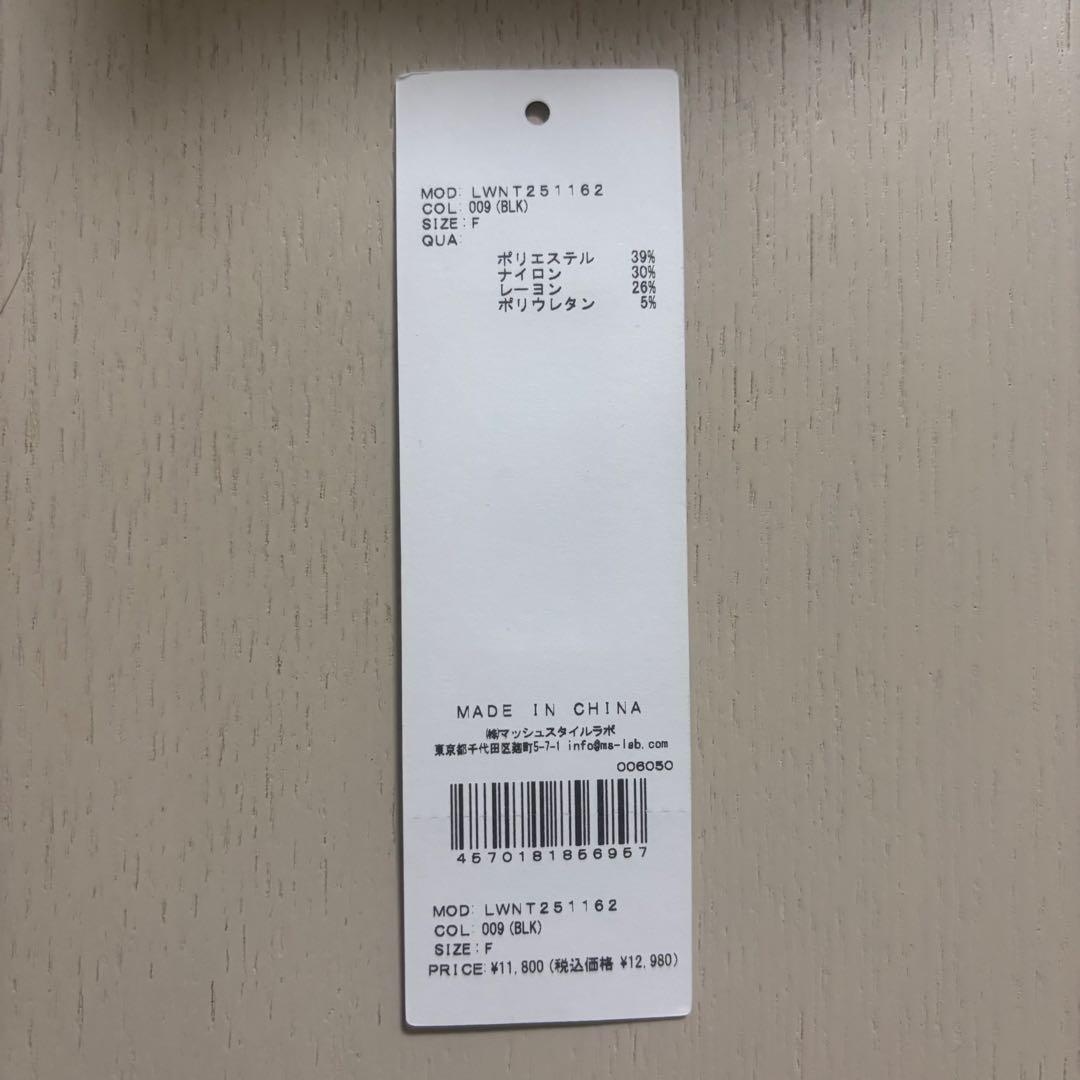 MOD: LWNT251162
COL: 009(BLK)
SIZE: F
QUA:
ポリエステル 39%
ナイロン 30%
レーヨン 26%
ポリウレタン 5%
MADE IN CHINA
㈱マッシュスタイルラボ
東京都千代田区麹町5-7-1 info@ms-lab.com
006050
4570181856957
MOD: LWNT251162
COL: 009(BLK)
SIZE: F
PRICE: ¥11,800(税込価格 ¥12,980)